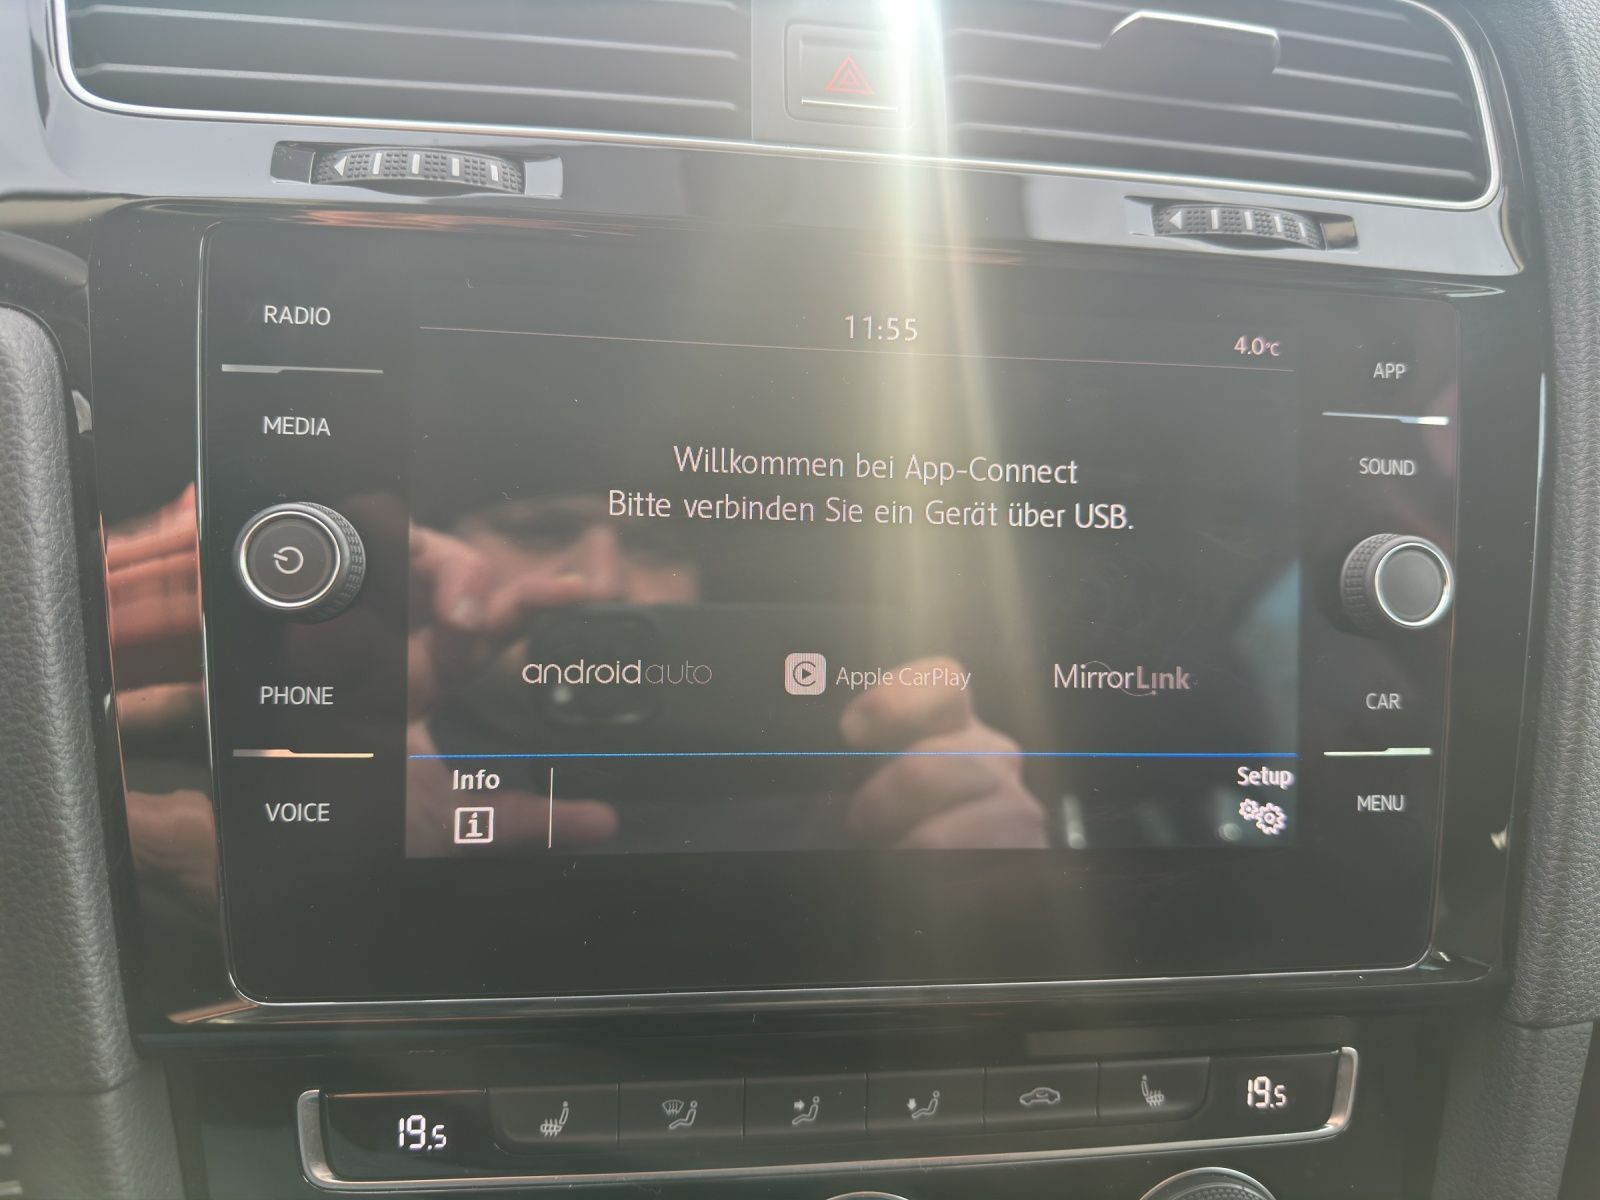 RADIO
MEDIA
PHONE
VOICE
11:55
4.0°C
Willkommen bei App-Connect
Bitte verbinden Sie ein Gerät über USB.
androidauto
Apple CarPlay
MirrorLink
Info
Setup
APP
SOUND
CAR
MENU
19.5
19.5